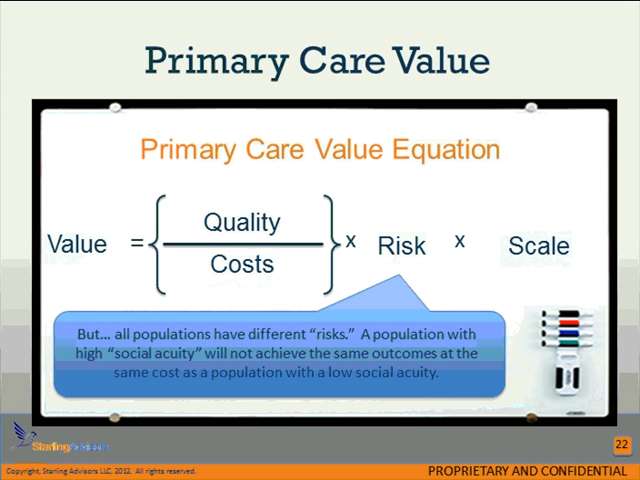 Primary Care Value
Primary Care Value Equation
Value = { Quality / Costs } x Risk x Scale
But... all populations have different “risks.” A population with
high “social acuity” will not achieve the same outcomes at the
same cost as a population with a low social acuity.
StarlingAdvisors
22
Copyright, Starling Advisors LLC, 2012. All rights reserved.
PROPRIETARY AND CONFIDENTIAL